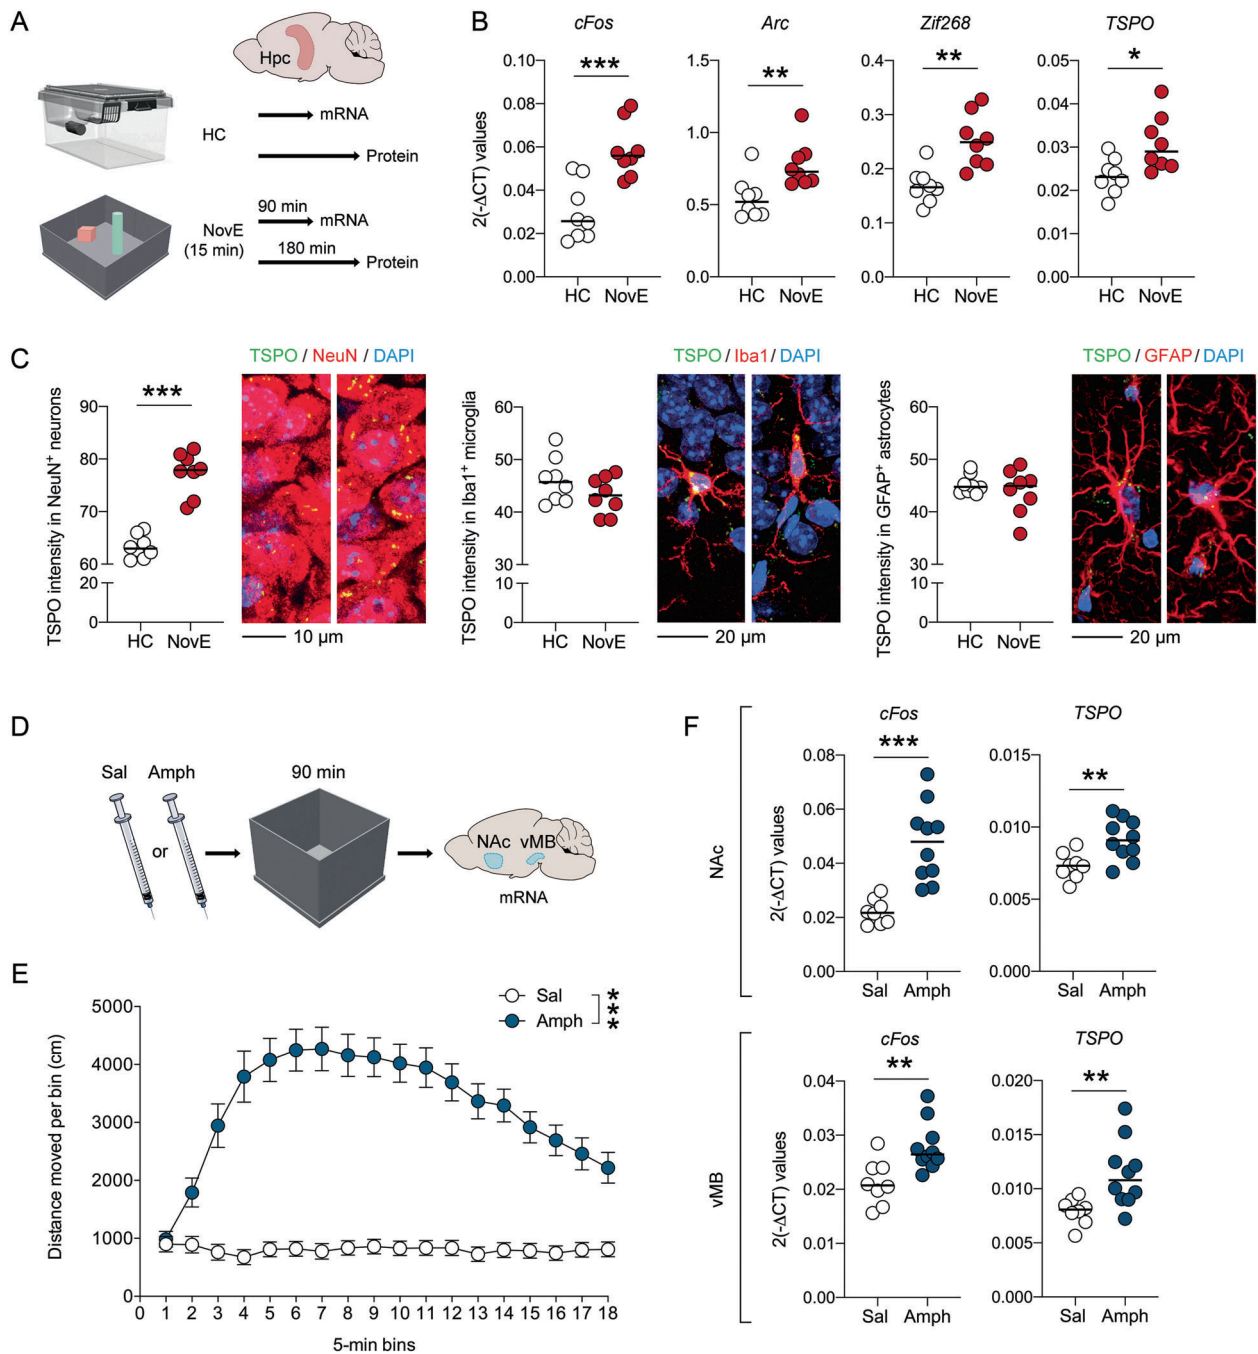 A
Hpc
HC
mRNA
Protein
NovE
(15 min)
90 min
mRNA
180 min
Protein
B
2(-ΔCT) values
cFos
***
0.10
0.08
0.06
0.04
0.02
0.00
HC NovE
Arc
**
1.5
1.0
0.5
0.0
HC NovE
Zif268
**
0.4
0.3
0.2
0.1
0.0
HC NovE
TSPO
*
0.05
0.04
0.03
0.02
0.01
0.00
HC NovE
C
TSPO intensity in NeuN+ neurons
***
90
80
70
60
20
0
HC NovE
TSPO / NeuN / DAPI
10 µm
TSPO intensity in Iba1+ microglia
60
50
40
30
10
0
HC NovE
TSPO / Iba1 / DAPI
20 µm
TSPO intensity in GFAP+ astrocytes
60
50
40
30
10
0
HC NovE
TSPO / GFAP / DAPI
20 µm
D
Sal Amph
or
90 min
NAc vMB
mRNA
E
Distance moved per bin (cm)
5000
4000
3000
2000
1000
0
Sal
Amph
***
0 1 2 3 4 5 6 7 8 9 10 11 12 13 14 15 16 17 18
5-min bins
F
NAc
2(-ΔCT) values
cFos
***
0.08
0.06
0.04
0.02
0.00
Sal Amph
TSPO
**
0.015
0.010
0.005
0.000
Sal Amph
vMB
2(-ΔCT) values
cFos
**
0.04
0.03
0.02
0.01
0.00
Sal Amph
TSPO
**
0.020
0.015
0.010
0.005
0.000
Sal Amph